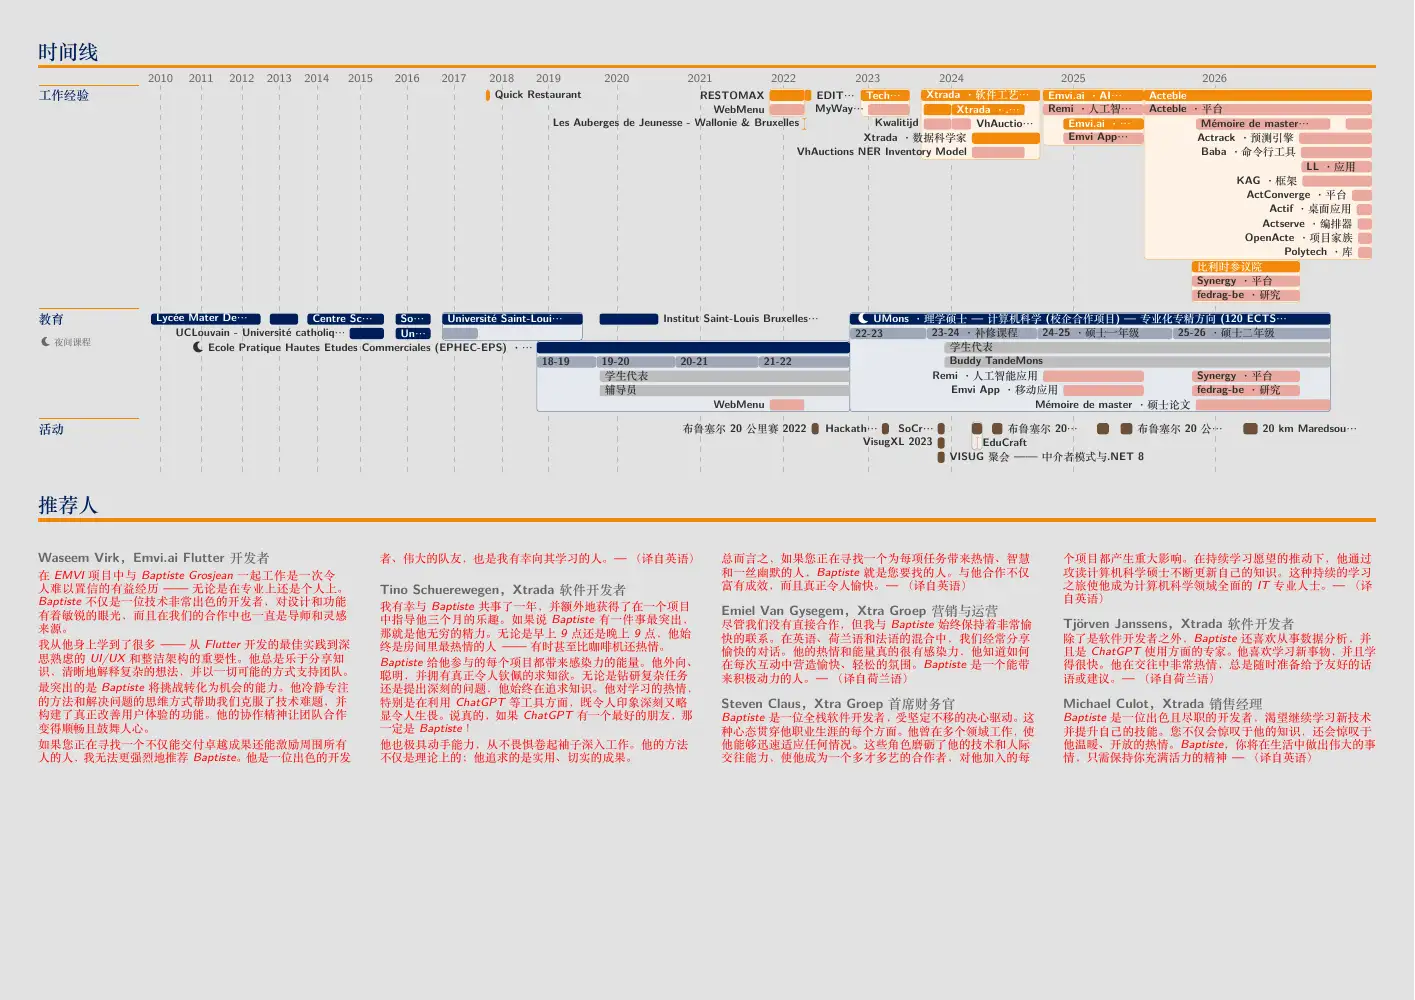 时间线
2010 2011 2012 2013 2014 2015 2016 2017 2018 2019 2020 2021 2022 2023 2024 2025 2026
工作经验
Quick Restaurant RESTOMAX EDIT··· Tech··· Xtrada · 软件工艺··· Emvi.ai · AI··· Acteble
WebMenu MyWay··· Xtrada · ... Remi · 人工智··· Acteble · 平台
Les Auberges de Jeunesse - Wallonie & Bruxelles Kwalitijd VhAuctio··· Emvi.ai ··· Mémoire de master···
Xtrada · 数据科学家 Emvi App··· Actrack · 预测引擎
VhAuctions NER Inventory Model Baba · 命令行工具
LL · 应用
KAG · 框架
ActConverge · 平台
Actif · 桌面应用
Actserve · 编排器
OpenActe · 项目家族
Polytech · 库
比利时参议院
Synergy · 平台
fedrag-be · 研究
教育
Lycée Mater De··· Centre Sc··· So··· Université Saint-Loui··· Institut Saint-Louis Bruxelles··· UMons · 理学硕士 — 计算机科学 (校企合作项目) — 专业化专精方向 (120 ECTS···
UCLouvain - Université catholiq··· Un··· 22-23 23-24 · 补修课程 24-25 · 硕士一年级 25-26 · 硕士二年级
夜间课程
Ecole Pratique Hautes Etudes Commerciales (EPHEC-EPS) · ··· 学生代表
18-19 19-20 20-21 21-22 Buddy TandeMons
学生代表 Remi · 人工智能应用 Synergy · 平台
辅导员 Emvi App · 移动应用 fedrag-be · 研究
WebMenu Mémoire de master · 硕士论文
活动
布鲁塞尔 20 公里赛 2022 Hackath··· SoCr··· 布鲁塞尔 20··· 布鲁塞尔 20 公··· 20 km Maredsou···
VisugXL 2023 EduCraft
VISUG 聚会 —— 中介者模式与.NET 8
推荐人
Waseem Virk，Emvi.ai Flutter 开发者
在 EMVI 项目中与 Baptiste Grosjean 一起工作是一次令
人难以置信的有益经历 —— 无论是在专业上还是个人上。
Baptiste 不仅是一位技术非常出色的开发者，对设计和功能
有着敏锐的眼光，而且在我们的合作中也一直是导师和灵感
来源。
我从他身上学到了很多 —— 从 Flutter 开发的最佳实践到深
思熟虑的 UI/UX 和整洁架构的重要性。他总是乐于分享知
识，清晰地解释复杂的想法，并以一切可能的方式支持团队。
最突出的是 Baptiste 将挑战转化为机会的能力。他冷静专注
的方法和解决问题的思维方式帮助我们克服了技术难题，并
构建了真正改善用户体验的功能。他的协作精神让团队合作
变得顺畅且鼓舞人心。
如果您正在寻找一个不仅能交付卓越成果还能激励周围所有
人的人，我无法更强烈地推荐 Baptiste。他是一位出色的开发
者、伟大的队友，也是我有幸向其学习的人。—（译自英语）
Tino Schuerewegen，Xtrada 软件开发者
我有幸与 Baptiste 共事了一年，并额外地获得了在一个项目
中指导他三个月的乐趣。如果说 Baptiste 有一件事最突出，
那就是他无穷的精力。无论是早上 9 点还是晚上 9 点，他始
终是房间里最热情的人 —— 有时甚至比咖啡机还热情。
Baptiste 给他参与的每个项目都带来感染力的能量。他外向、
聪明，并拥有真正令人钦佩的求知欲。无论是钻研复杂任务
还是提出深刻的问题，他始终在追求知识。他对学习的热情，
特别是在利用 ChatGPT 等工具方面，既令人印象深刻又略
显令人生畏。说真的，如果 ChatGPT 有一个最好的朋友，那
一定是 Baptiste！
他也极具动手能力，从不畏惧卷起袖子深入工作。他的方法
不仅是理论上的；他追求的是实用、切实的成果。
总而言之，如果您正在寻找一个为每项任务带来热情、智慧
和一丝幽默的人，Baptiste 就是您要找的人。与他合作不仅
富有成效，而且真正令人愉快。—（译自英语）
Emiel Van Gysegem，Xtra Groep 营销与运营
尽管我们没有直接合作，但我与 Baptiste 始终保持着非常愉
快的联系。在英语、荷兰语和法语的混合中，我们经常分享
愉快的对话。他的热情和能量真的很有感染力，他知道如何
在每次互动中营造愉快、轻松的氛围。Baptiste 是一个能带
来积极动力的人。—（译自荷兰语）
Steven Claus，Xtra Groep 首席财务官
Baptiste 是一位全栈软件开发者，受坚定不移的决心驱动。这
种心态贯穿他职业生涯的每个方面。他曾在多个领域工作，使
他能够迅速适应任何情况。这些角色磨砺了他的技术和人际
交往能力，使他成为一个多才多艺的合作者，对他加入的每
个项目都产生重大影响。在持续学习愿望的推动下，他通过
攻读计算机科学硕士不断更新自己的知识。这种持续的学习
之旅使他成为计算机科学领域全面的 IT 专业人士。—（译
自英语）
Tjörven Janssens，Xtrada 软件开发者
除了是软件开发者之外，Baptiste 还喜欢从事数据分析，并
且是 ChatGPT 使用方面的专家。他喜欢学习新事物，并且学
得很快。他在交往中非常热情，总是随时准备给予友好的话
语或建议。—（译自荷兰语）
Michael Culot，Xtrada 销售经理
Baptiste 是一位出色且尽职的开发者，渴望继续学习新技术
并提升自己的技能。您不仅会惊叹于他的知识，还会惊叹于
他温暖、开放的热情。Baptiste，你将在生活中做出伟大的事
情，只需保持你充满活力的精神 —（译自英语）